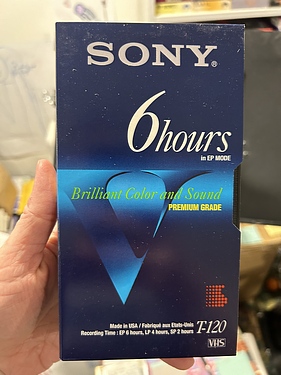 SONY®
6hours
in EP MODE
Brilliant Color and Sound
PREMIUM GRADE
Made in USA / Fabriqué aux Etats-Unis
Recording Time : EP 6 hours, LP 4 hours, SP 2 hours
T-120
VHS